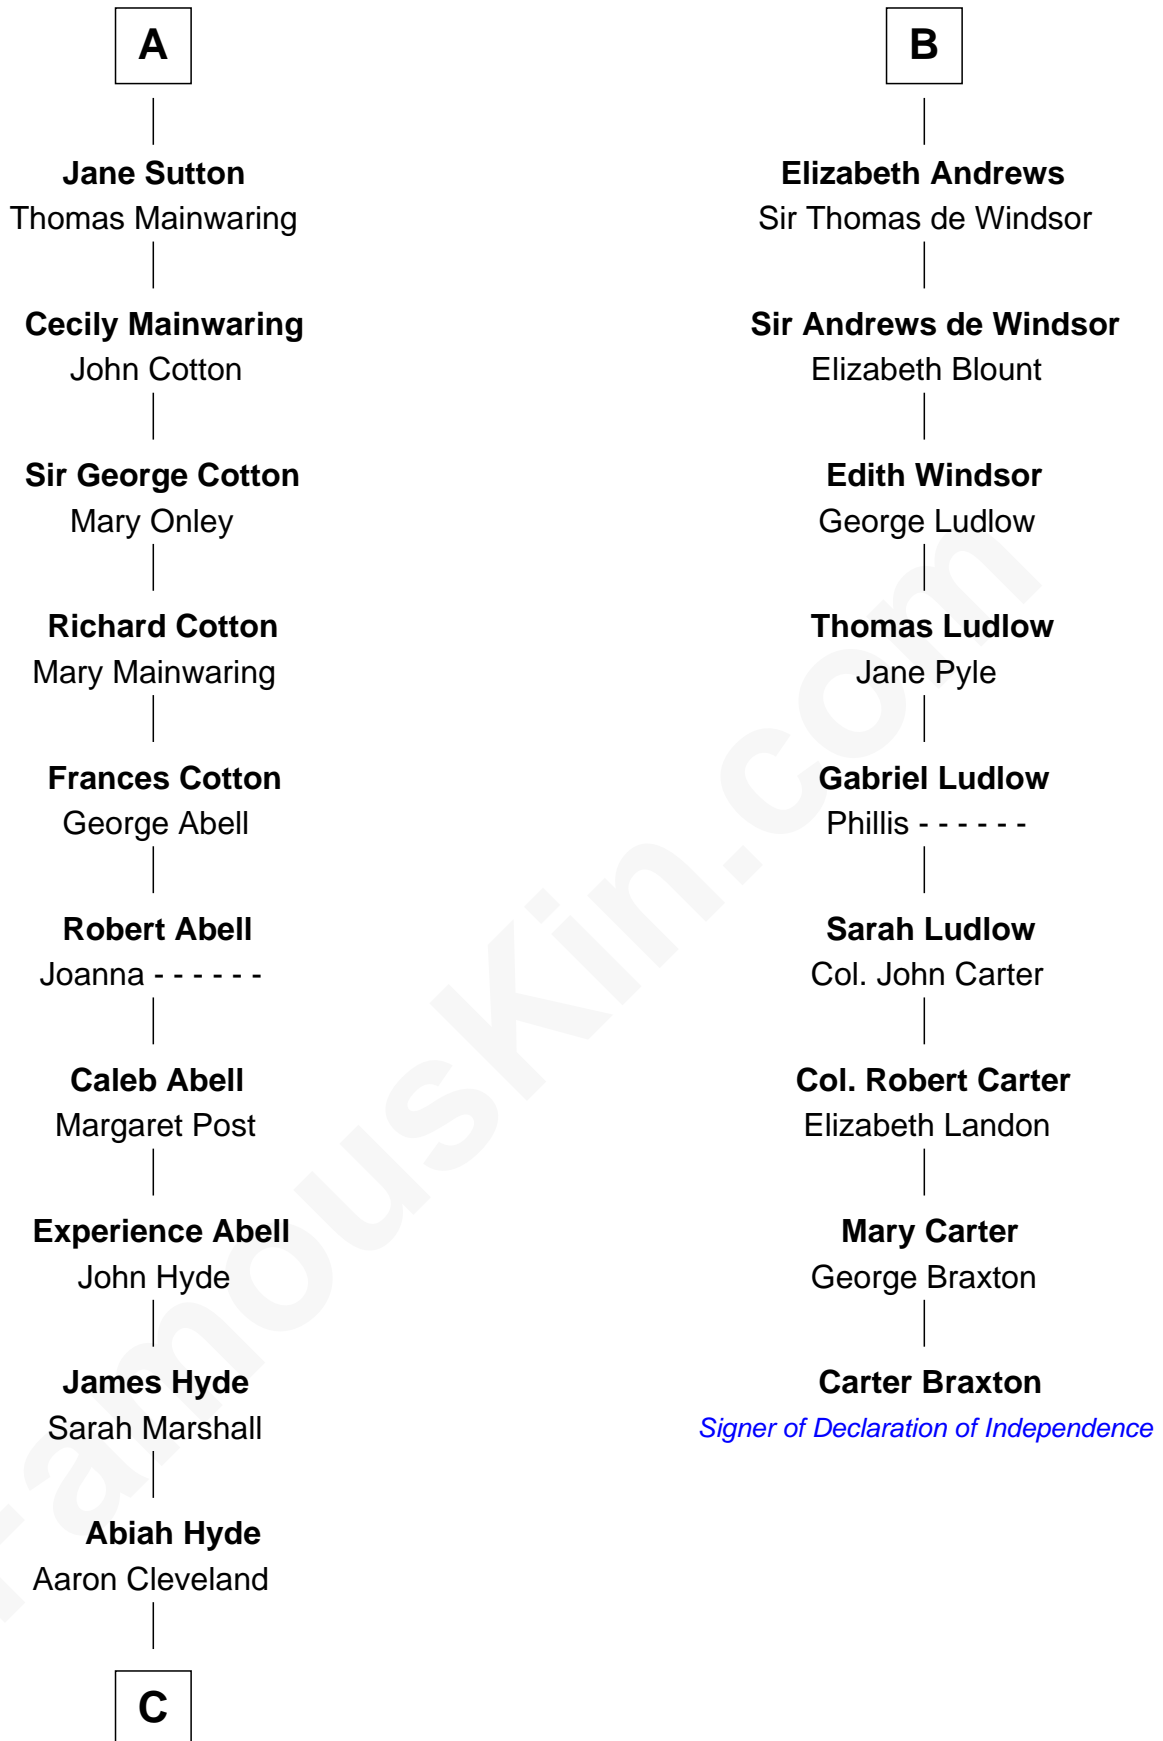 A
Jane Sutton
Thomas Mainwaring
Cecily Mainwaring
John Cotton
Sir George Cotton
Mary Onley
Richard Cotton
Mary Mainwaring
Frances Cotton
George Abell
Robert Abell
Joanna - - - - - -
Caleb Abell
Margaret Post
Experience Abell
John Hyde
James Hyde
Sarah Marshall
Abiah Hyde
Aaron Cleveland
C
B
Elizabeth Andrews
Sir Thomas de Windsor
Sir Andrews de Windsor
Elizabeth Blount
Edith Windsor
George Ludlow
Thomas Ludlow
Jane Pyle
Gabriel Ludlow
Phillis - - - - - -
Sarah Ludlow
Col. John Carter
Col. Robert Carter
Elizabeth Landon
Mary Carter
George Braxton
Carter Braxton
Signer of Declaration of Independence
FamousKin.com